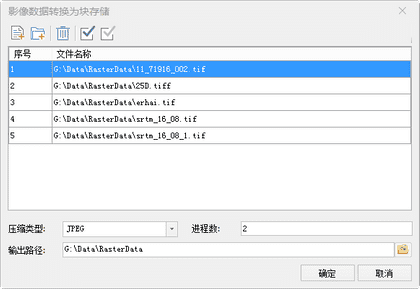 影像数据转换为块存储
序号 文件名称
1 G:\Data\RasterData\11_71916_002.tif
2 G:\Data\RasterData\25D.tiff
3 G:\Data\RasterData\erhai.tif
4 G:\Data\RasterData\srtm_16_08.tif
5 G:\Data\RasterData\srtm_16_08_1.tif
压缩类型: JPEG 进程数: 2
输出路径: G:\Data\RasterData
确定 取消